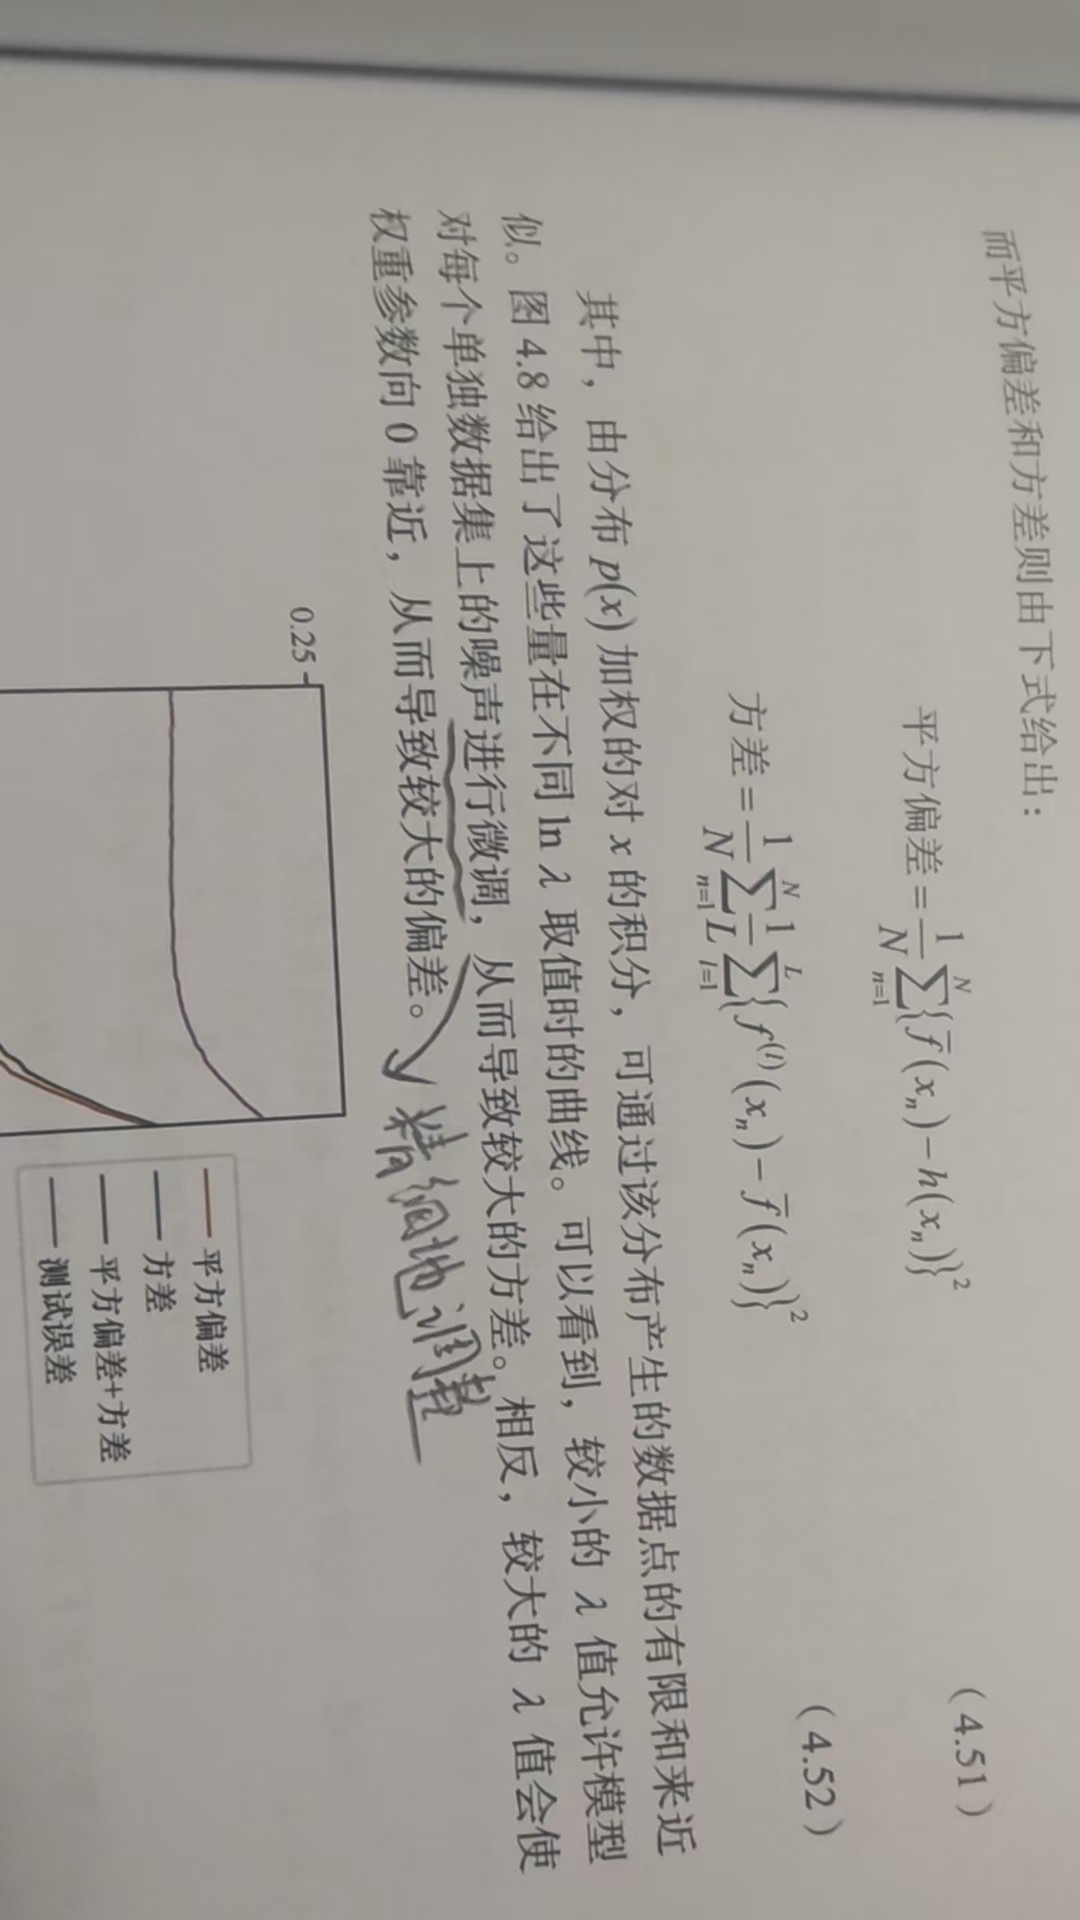 而平方偏差和方差则由下式给出：
平方偏差=\frac{1}{N}\sum_{n=1}^{N}\{\bar{f}(x_n)-h(x_n)\}^2 （4.51）
方差=\frac{1}{N}\sum_{n=1}^{N}\frac{1}{L}\sum_{l=1}^{L}\{f^{(l)}(x_n)-\bar{f}(x_n)\}^2 （4.52）
其中，由分布 p(x) 加权的对 x 的积分，可通过该分布产生的数据点的有限和来近
似。图 4.8 给出了这些量在不同 ln λ 取值时的曲线。可以看到，较小的 λ 值允许模型
对每个单独数据集上的噪声进行微调，从而导致较大的方差。相反，较大的 λ 值会使
权重参数向 0 靠近，从而导致较大的偏差。
精细地调整
0.25
平方偏差
方差
平方偏差+方差
测试误差